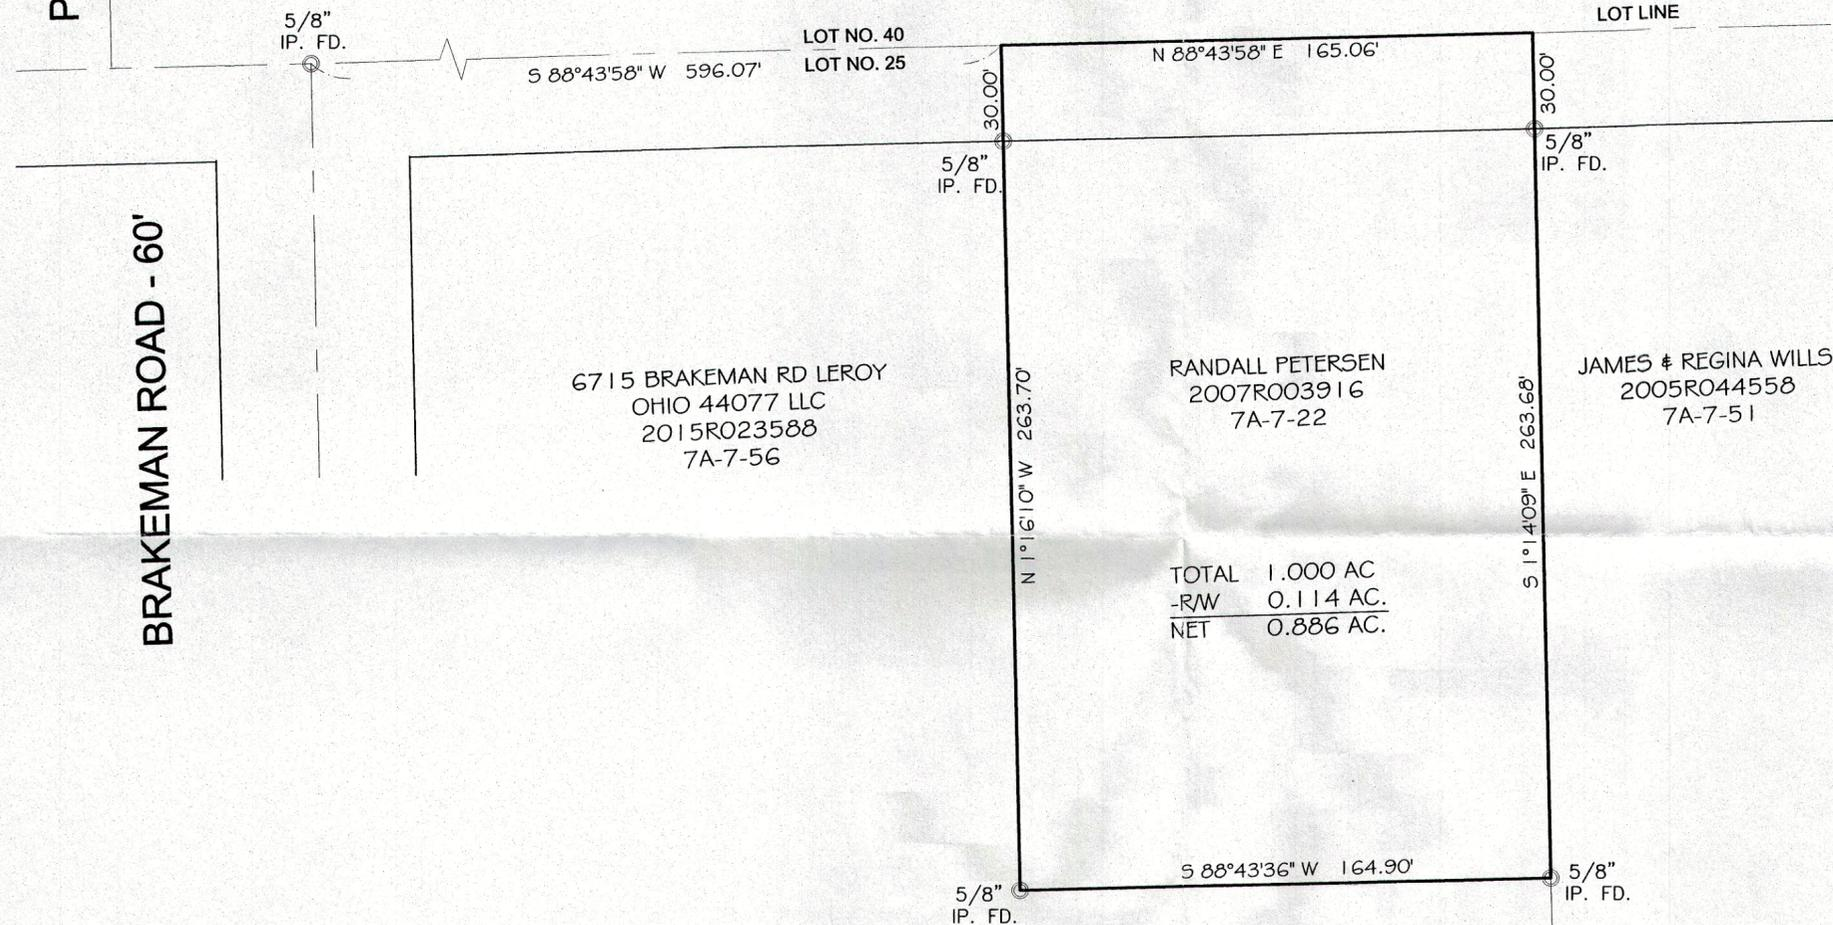 P
5/8"
IP. FD.
LOT NO. 40
LOT NO. 25
S 88°43'58" W 596.07'
N 88°43'58" E 165.06'
LOT LINE
30.00'
30.00'
5/8"
IP. FD.
5/8"
IP. FD.
BRAKEMAN ROAD - 60'
6715 BRAKEMAN RD LEROY
OHIO 44077 LLC
2015R023588
7A-7-56
N 1°16'10" W 263.70'
RANDALL PETERSEN
2007R003916
7A-7-22
S 1°14'09" E 263.68'
JAMES & REGINA WILLS
2005R044558
7A-7-51
TOTAL 1.000 AC
-R/W 0.114 AC.
NET 0.886 AC.
S 88°43'36" W 164.90'
5/8"
IP. FD.
5/8"
IP. FD.